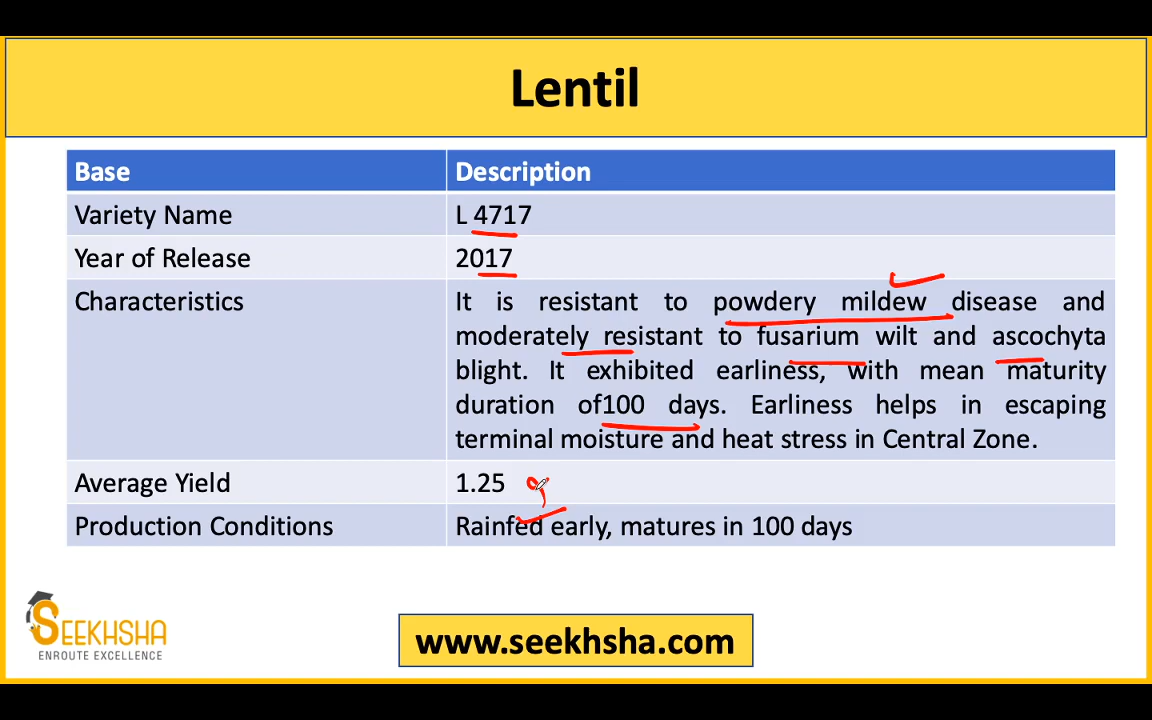 Lentil
Base Description
Variety Name L 4717
Year of Release 2017
Characteristics It is resistant to powdery mildew disease and
moderately resistant to fusarium wilt and ascochyta
blight. It exhibited earliness, with mean maturity
duration of100 days. Earliness helps in escaping
terminal moisture and heat stress in Central Zone.
Average Yield 1.25
Production Conditions Rainfed early, matures in 100 days
SEEKHSHA
ENROUTE EXCELLENCE
www.seekhsha.com